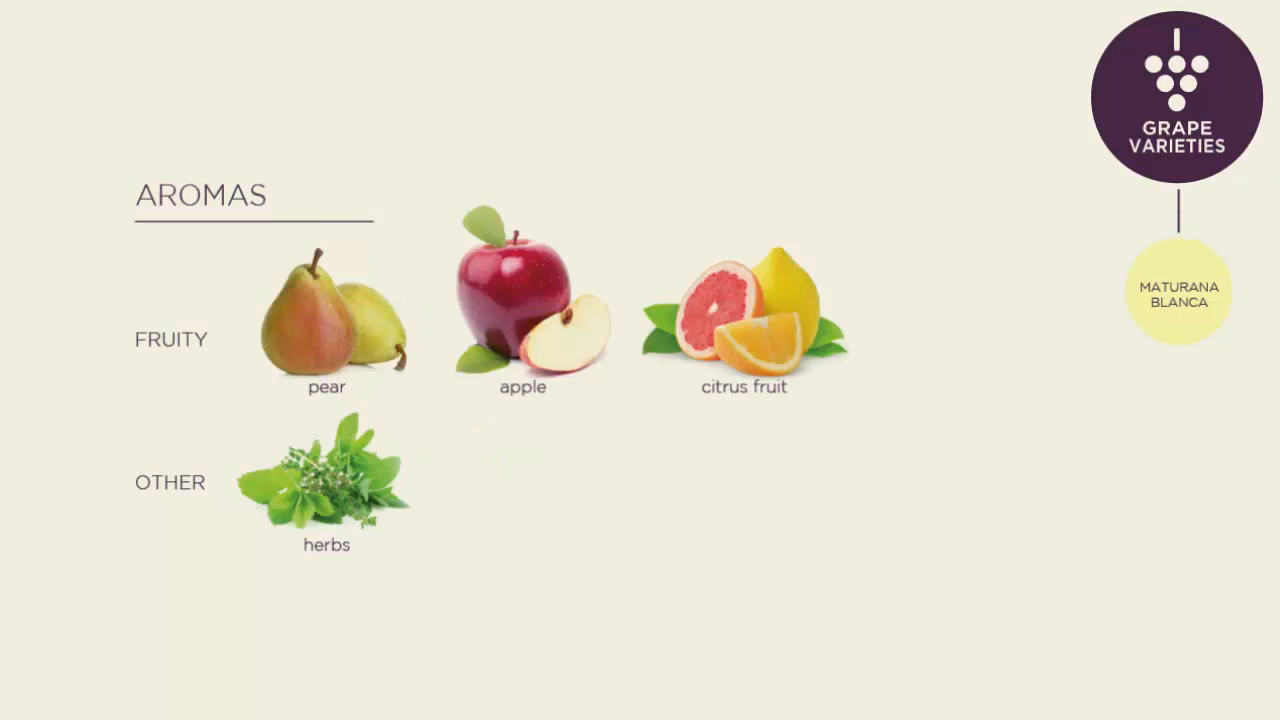 GRAPE
VARIETIES
MATURANA
BLANCA
AROMAS
FRUITY
pear
apple
citrus fruit
OTHER
herbs